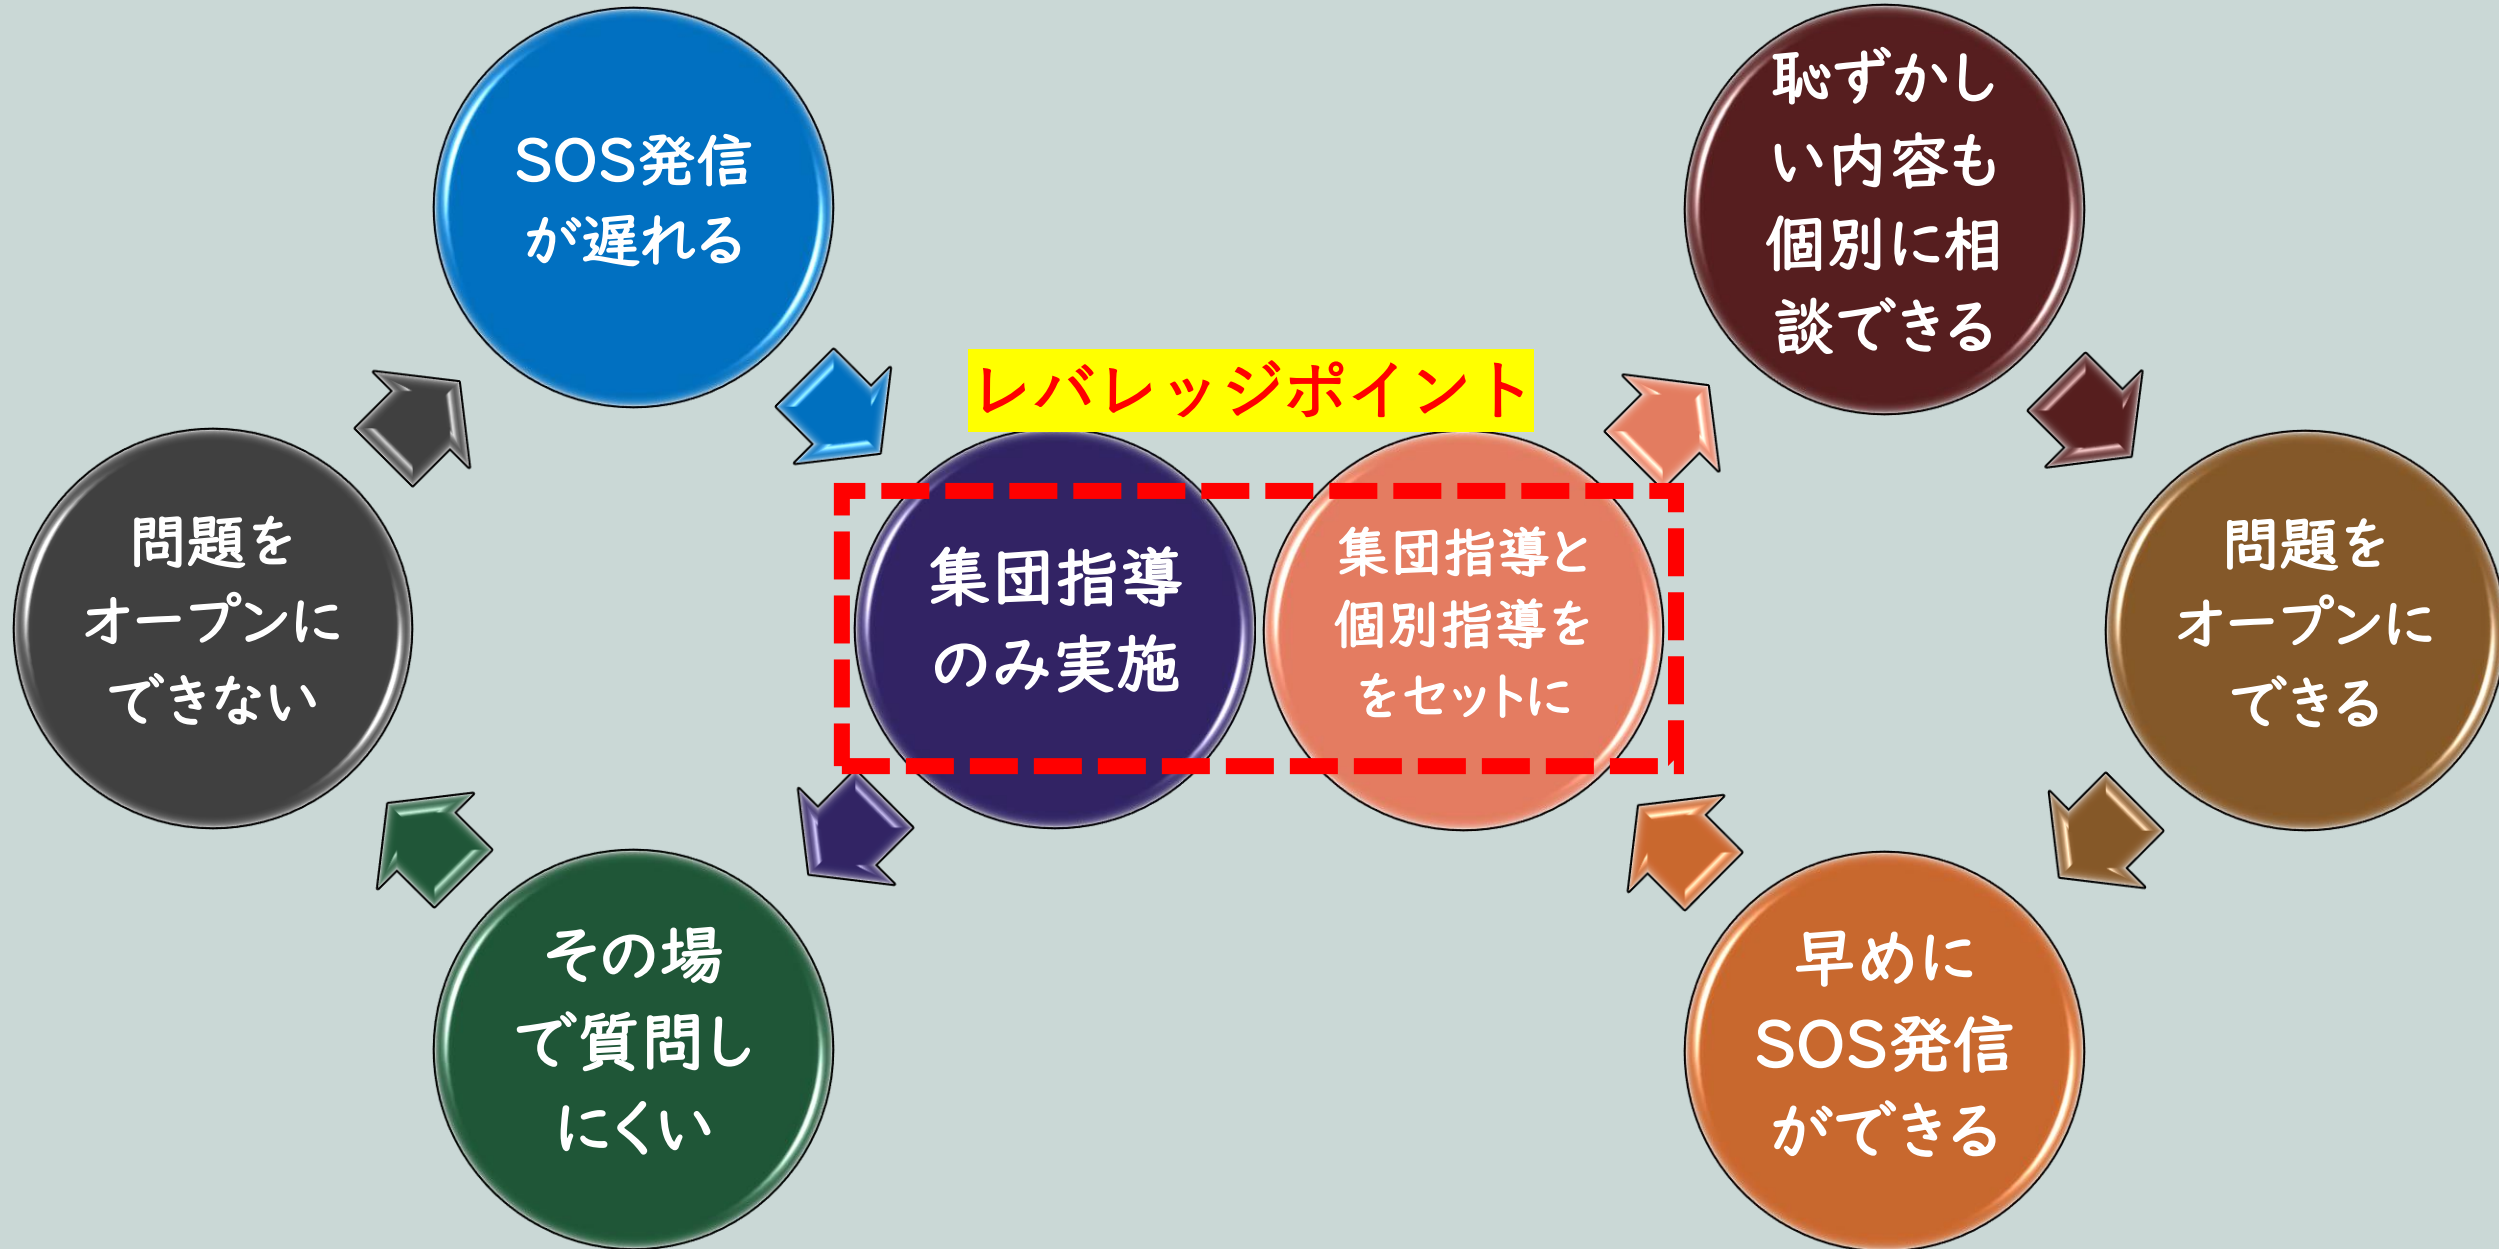 SOS発信
が遅れる
恥ずかし
い内容も
個別に相
談できる
レバレッジポイント
問題を
オープンに
できない
集団指導
のみ実施
集団指導と
個別指導を
をセットに
問題を
オープンに
できる
その場
で質問し
にくい
早めに
SOS発信
ができる